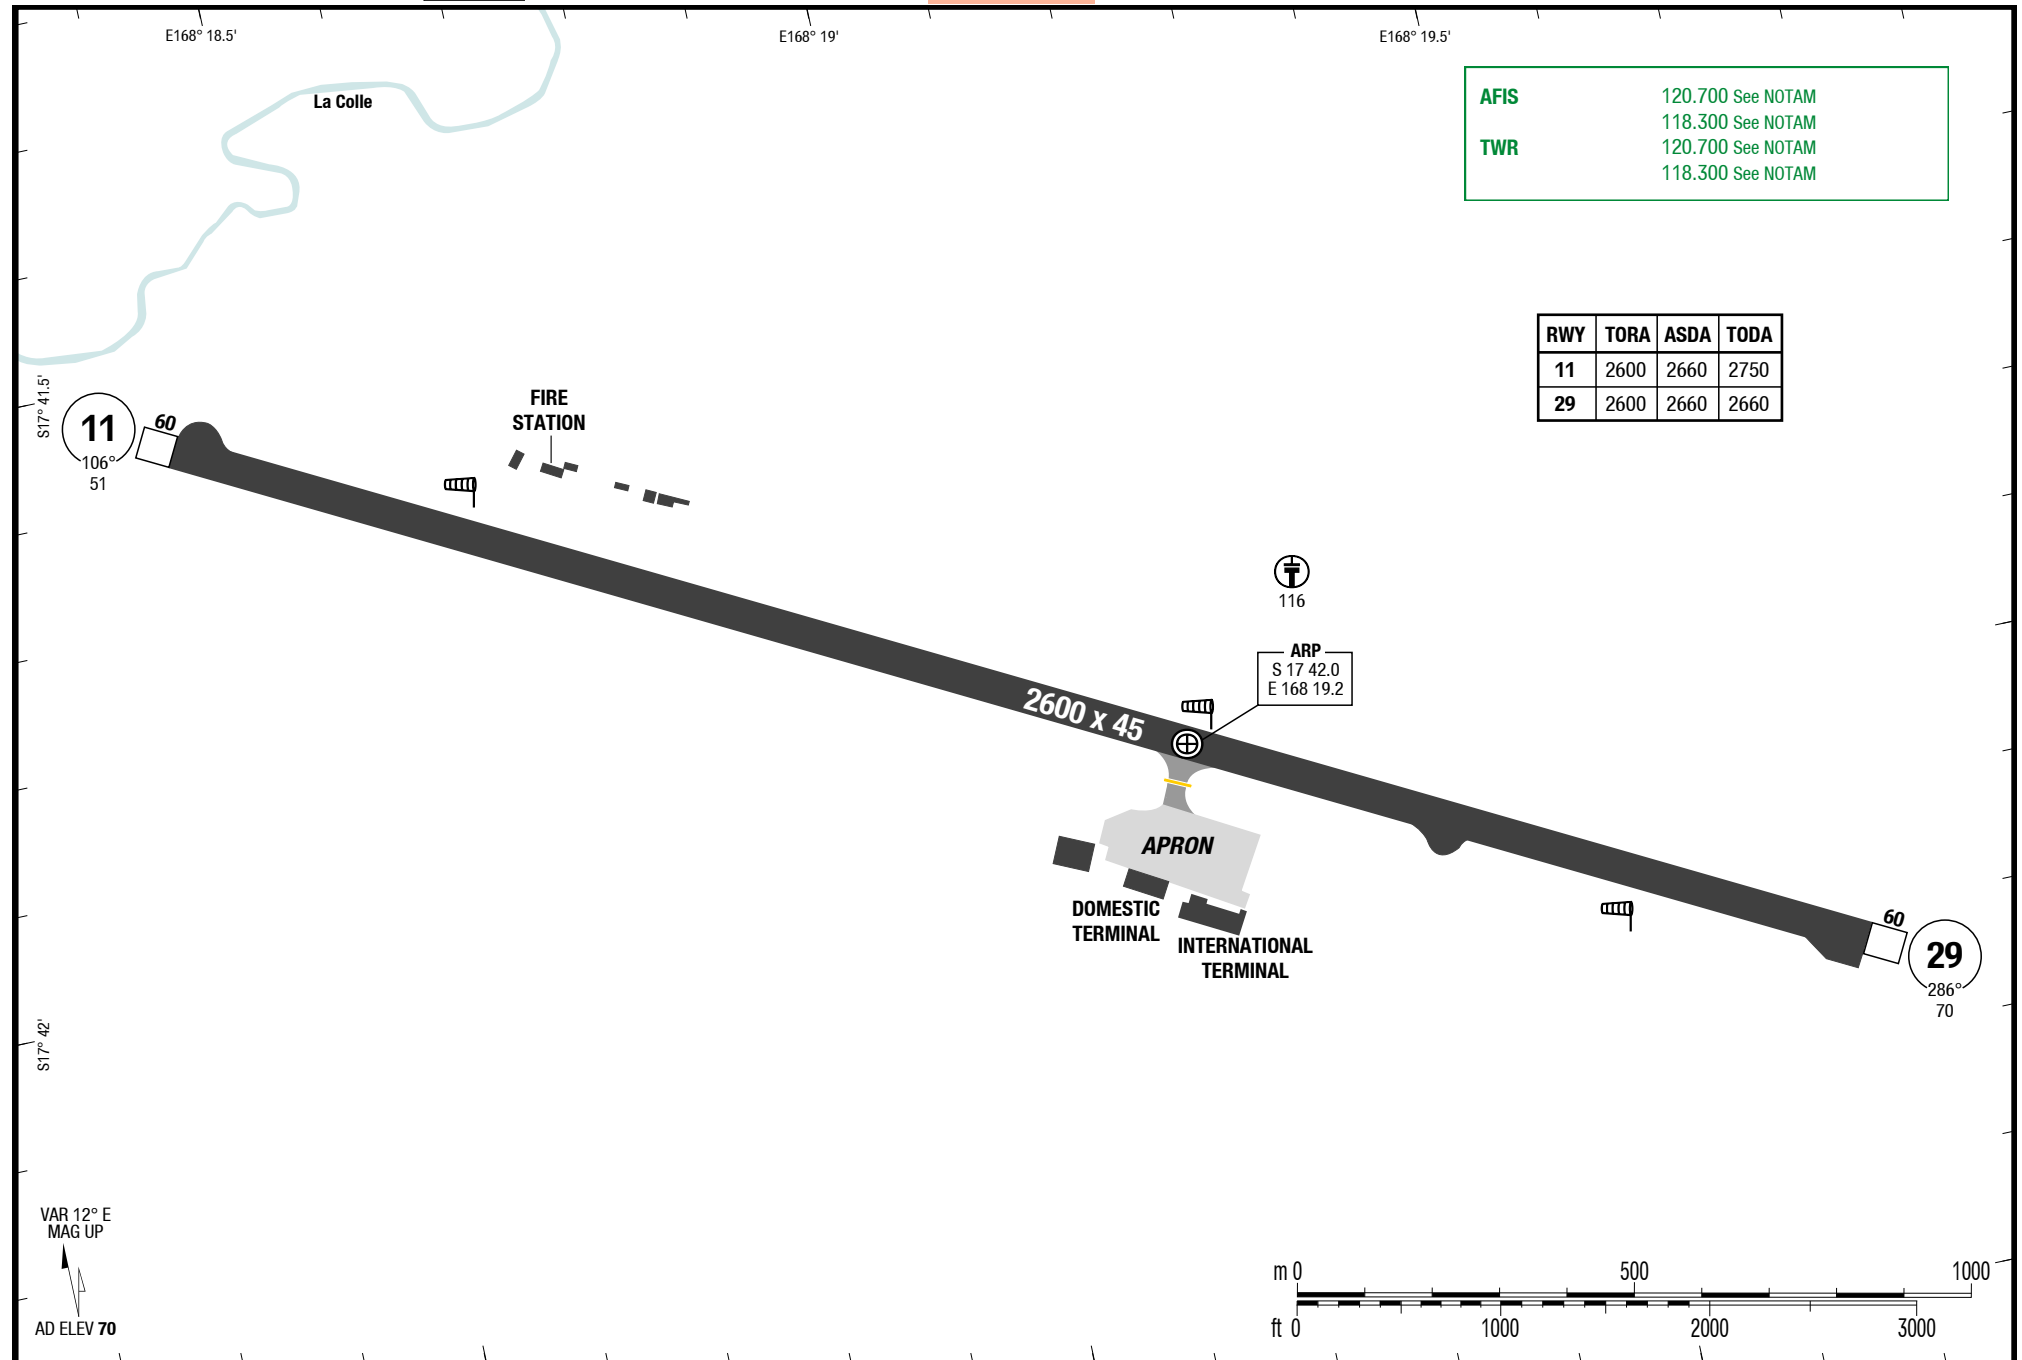 E168° 18.5'
E168° 19'
E168° 19.5'
La Colle
AFIS 120.700 See NOTAM
118.300 See NOTAM
TWR 120.700 See NOTAM
118.300 See NOTAM
RWY TORA ASDA TODA
11 2600 2660 2750
29 2600 2660 2660
S17° 41.5'
11
106°
51
60
FIRE
STATION
116
ARP
S 17 42.0
E 168 19.2
2600 x 45
APRON
DOMESTIC
TERMINAL
INTERNATIONAL
TERMINAL
60
29
286°
70
S17° 42'
VAR 12° E
MAG UP
AD ELEV 70
m 0 500 1000
ft 0 1000 2000 3000